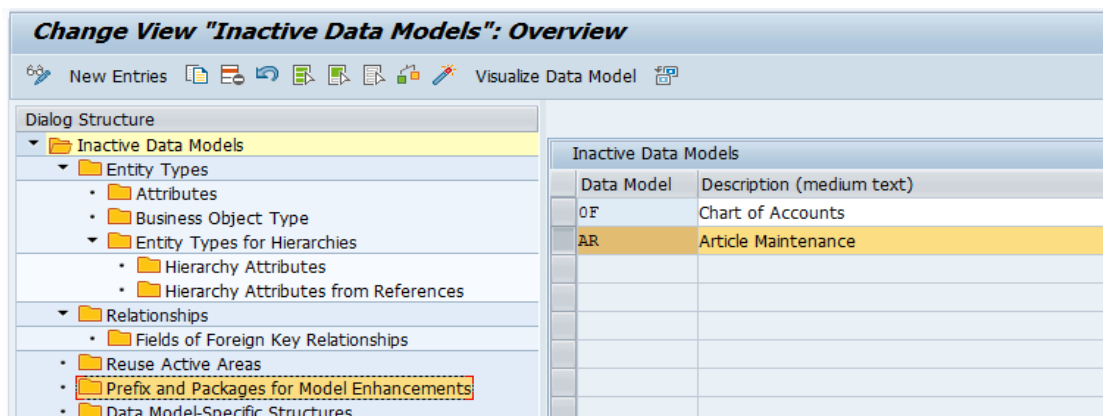 Change View "Inactive Data Models": Overview
New Entries Visualize Data Model
Dialog Structure
Inactive Data Models
Entity Types
Attributes
Business Object Type
Entity Types for Hierarchies
Hierarchy Attributes
Hierarchy Attributes from References
Relationships
Fields of Foreign Key Relationships
Reuse Active Areas
Prefix and Packages for Model Enhancements
Data Model-Specific Structures
Inactive Data Models
Data Model Description (medium text)
0F Chart of Accounts
AR Article Maintenance